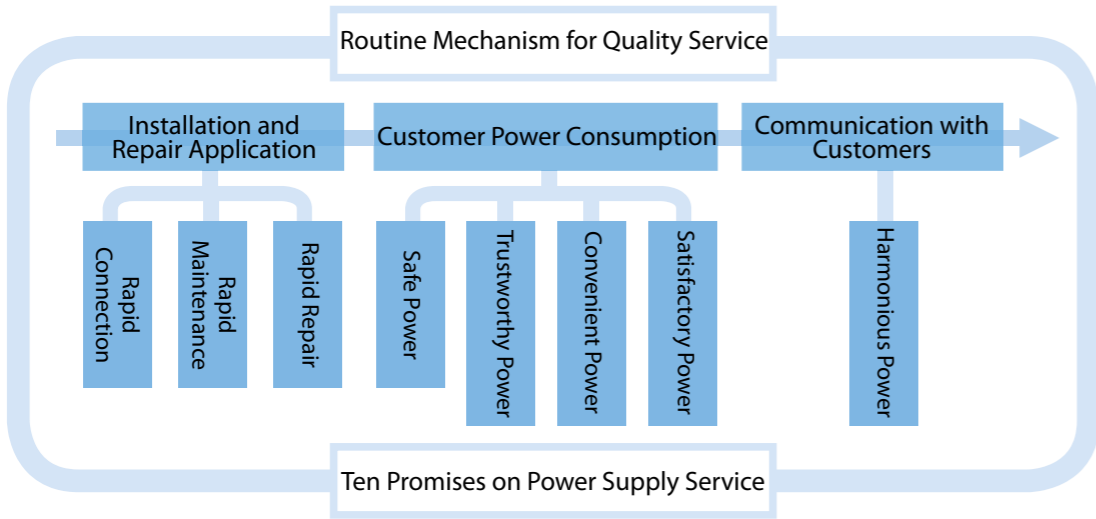 Routine Mechanism for Quality Service
Installation and
Repair Application
Customer Power Consumption
Communication with
Customers
Rapid
Connection
Rapid
Maintenance
Rapid Repair
Safe Power
Trustworthy Power
Convenient Power
Satisfactory Power
Harmonious Power
Ten Promises on Power Supply Service